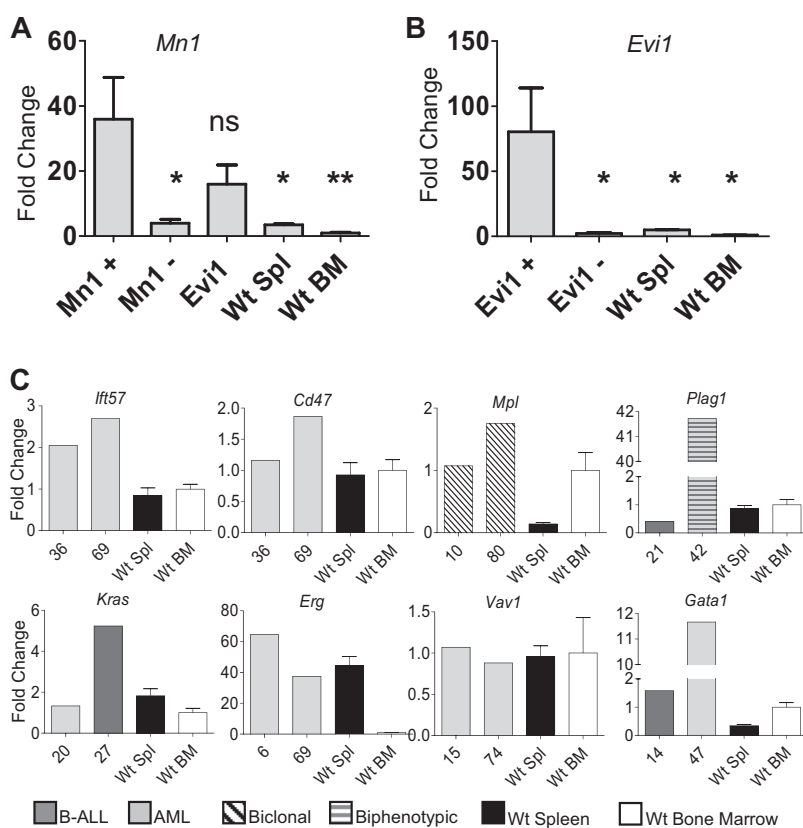 A
Mn1
Fold Change
60
40
20
0
ns
*
*
**
Mn1 +
Mn1 -
Evi1
Wt Spl
Wt BM
B
Evi1
Fold Change
150
100
50
0
*
*
*
Evi1 +
Evi1 -
Wt Spl
Wt BM
C
Ift57
Fold Change
3
2
1
0
36
69
Wt Spl
Wt BM
Cd47
2.0
1.5
1.0
0.5
0.0
36
69
Wt Spl
Wt BM
Mpl
2
1
0
10
80
Wt Spl
Wt BM
Plag1
42
41
40
2
1
0
21
42
Wt Spl
Wt BM
Kras
Fold Change
6
4
2
0
20
27
Wt Spl
Wt BM
Erg
80
60
40
20
0
6
69
Wt Spl
Wt BM
Vav1
1.5
1.0
0.5
0.0
15
74
Wt Spl
Wt BM
Gata1
12
11
10
2
1
0
14
47
Wt Spl
Wt BM
B-ALL
AML
Biclonal
Biphenotypic
Wt Spleen
Wt Bone Marrow